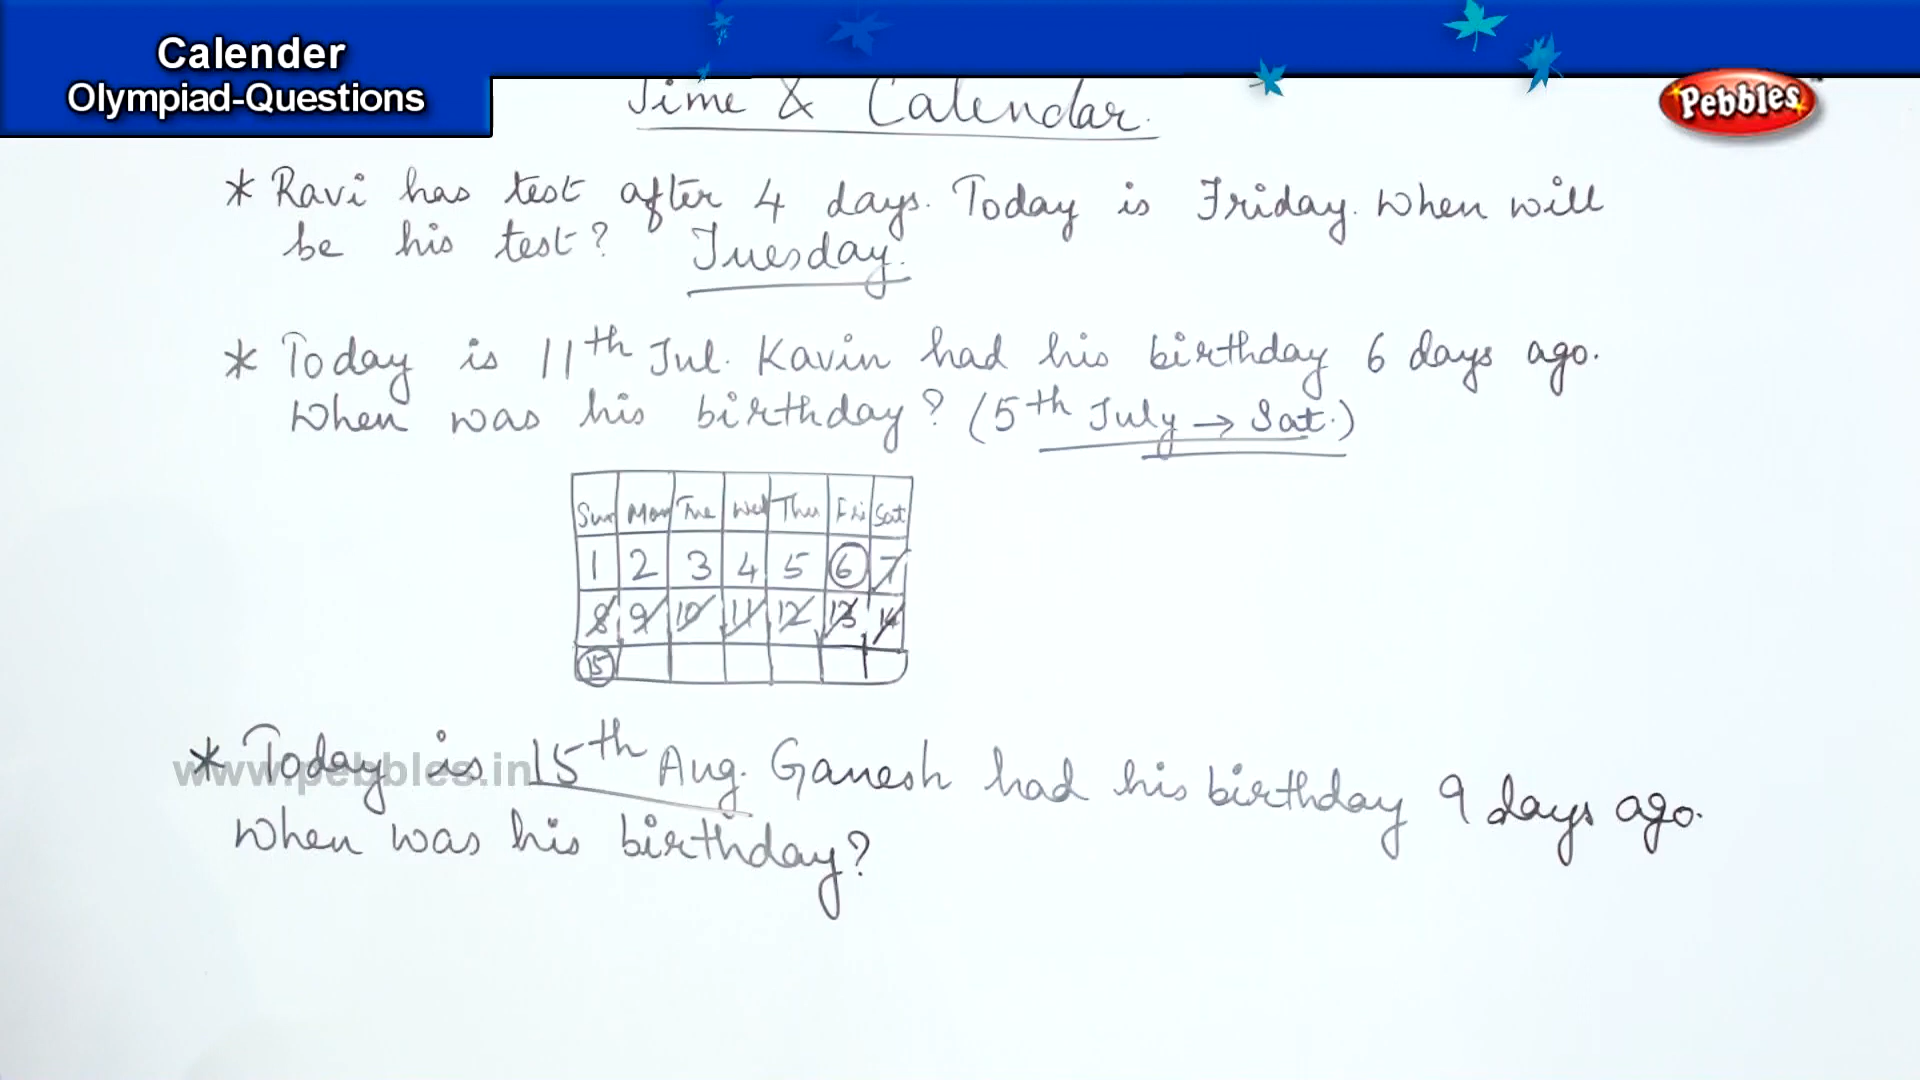 Calender
Olympiad-Questions
Time & Calendar.
Pebbles
* Ravi has test after 4 days. Today is Friday. When will
be his test? Tuesday.
* Today is 11th Jul. Kavin had his birthday 6 days ago.
When was his birthday? (5th July → Sat.)
Sun Mon Tue Wed Thu Fri Sat
1 2 3 4 5 6 7
8 9 10 11 12 13 14
15
www.pebbles.in
* Today is 15th Aug. Ganesh had his birthday 9 days ago.
When was his birthday?